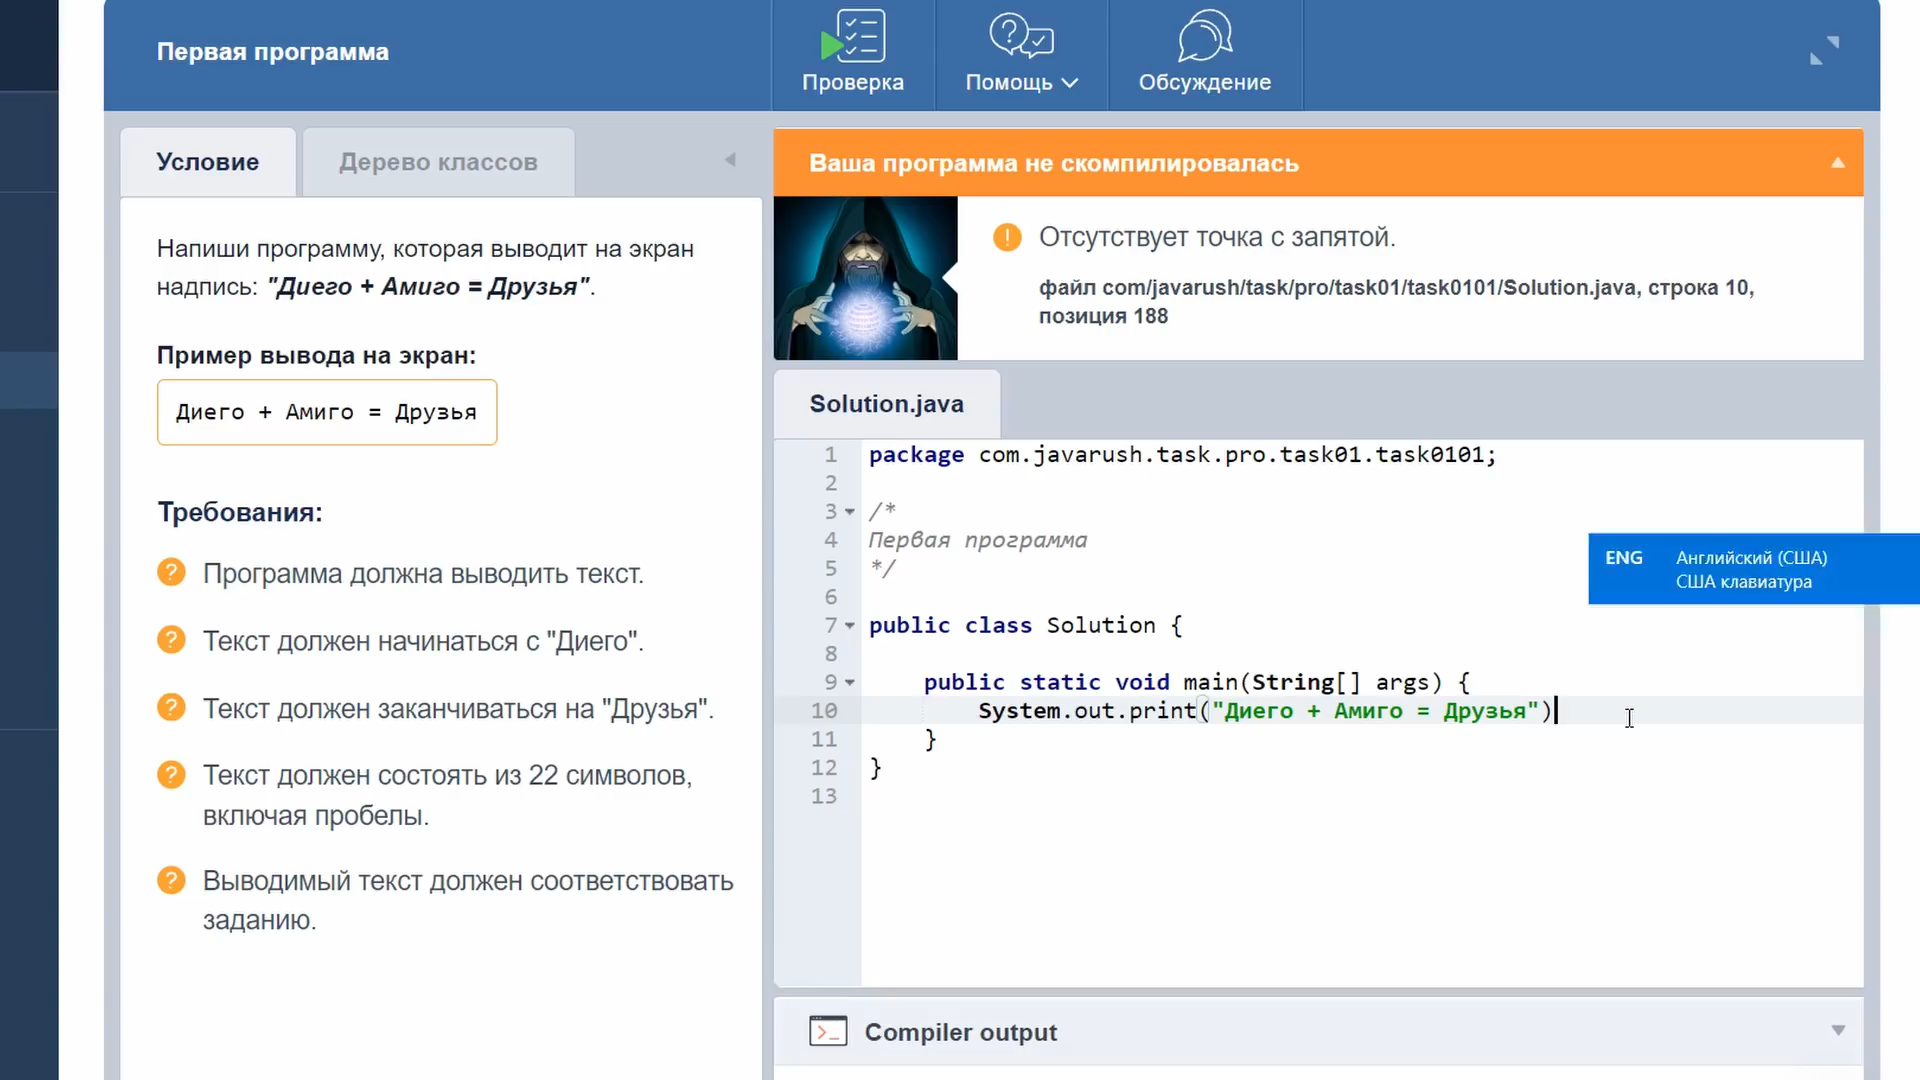 Первая программа
Проверка
Помощь
Обсуждение
Условие
Дерево классов
Напиши программу, которая выводит на экран
надпись: "Диего + Амиго = Друзья".
Пример вывода на экран:
Диего + Амиго = Друзья
Требования:
Программа должна выводить текст.
Текст должен начинаться с "Диего".
Текст должен заканчиваться на "Друзья".
Текст должен состоять из 22 символов,
включая пробелы.
Выводимый текст должен соответствовать
заданию.
Ваша программа не скомпилировалась
Отсутствует точка с запятой.
файл com/javarush/task/pro/task01/task0101/Solution.java, строка 10,
позиция 188
Solution.java
1 package com.javarush.task.pro.task01.task0101;
2
3 /*
4 Первая программа
5 */
6
7 public class Solution {
8
9 public static void main(String[] args) {
10 System.out.print("Диего + Амиго = Друзья")
11 }
12 }
13
ENG Английский (США)
США клавиатура
Compiler output